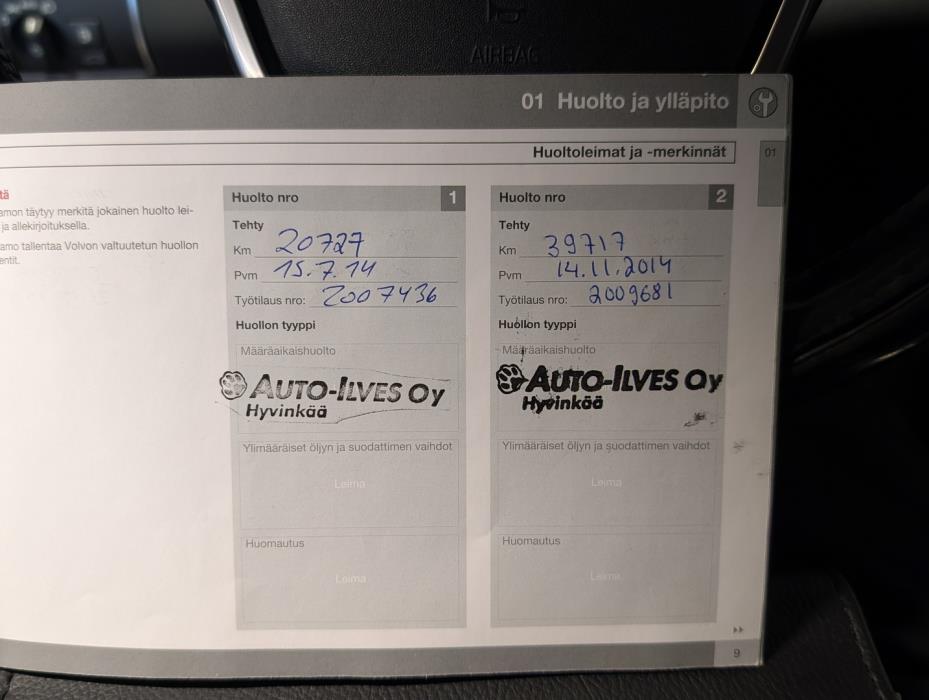 AIRBAG
01 Huolto ja ylläpito
Huoltoleimat ja -merkinnät
01
tä
amon täytyy merkitä jokainen huolto lei-
ja allekirjoituksella.
amo tallentaa Volvon valtuutetun huollon
entit.
Huolto nro 1
Tehty
Km 20727
Pvm 15.7.14
Työtilaus nro: 2007436
Huollon tyyppi
Määräaikaishuolto
AUTO-ILVES OY
Hyvinkää
Ylimääräiset öljyn ja suodattimen vaihdot
Leima
Huomautus
Leima
Huolto nro 2
Tehty
Km 39717
Pvm 14.11.2014
Työtilaus nro: 2009681
Huollon tyyppi
Määräaikaishuolto
AUTO-ILVES OY
Hyvinkää
Ylimääräiset öljyn ja suodattimen vaihdot
Leima
Huomautus
Leima
9